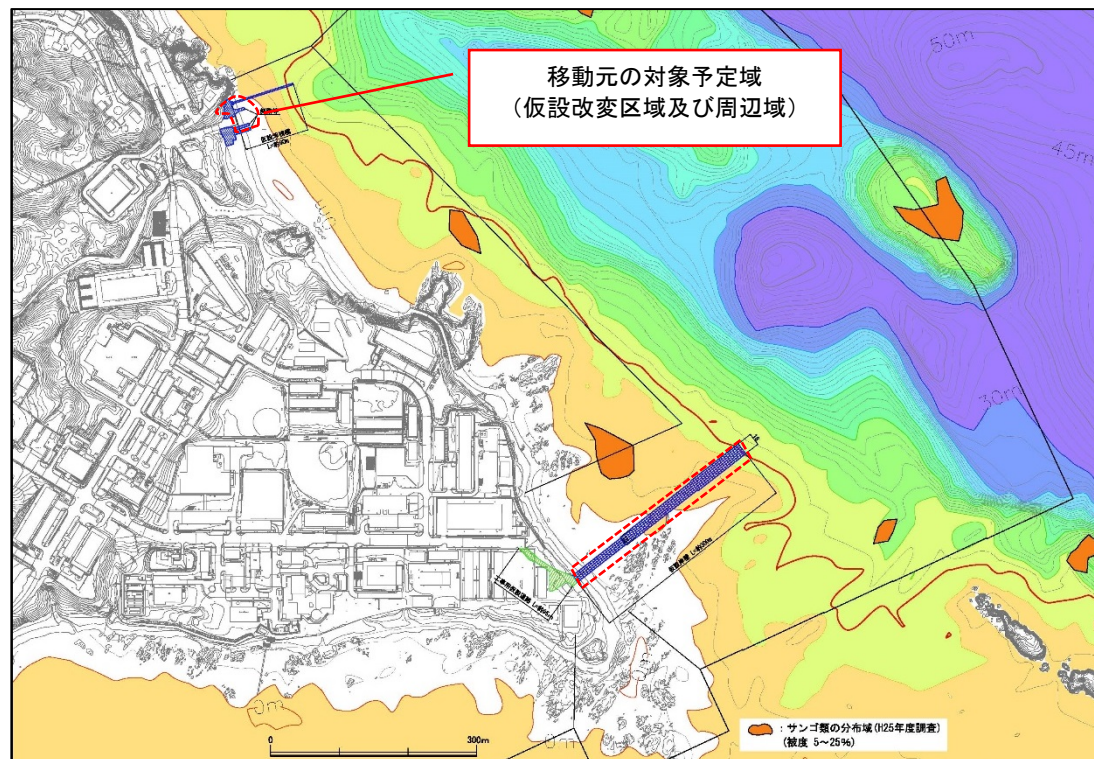 移動元の対象予定域
(仮設改変区域及び周辺域)
50m
45m
30m
0m
0m
0
300m
:サンゴ類の分布域(H25年度調査)
(被度 5~25%)